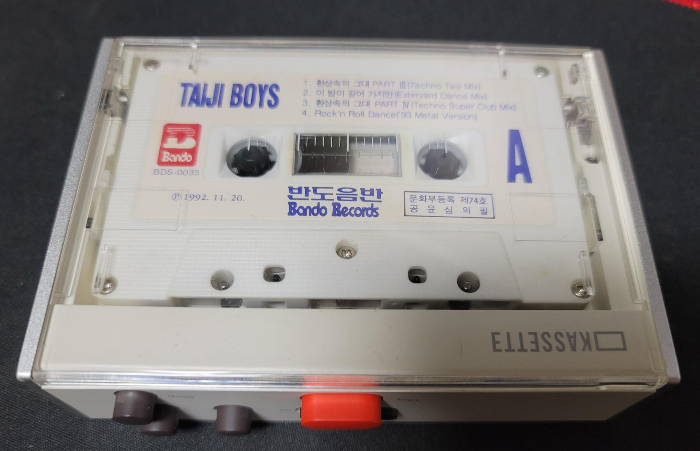 TAIJI BOYS
1. 환상속의 그대 PART Ⅲ(Techno Taiji Mix)
2. 이 밤이 깊어 가지만(Extended Dance Mix)
3. 환상속의 그대 PART Ⅳ(Techno Super Club Mix)
4. Rock'n Roll Dance('93 Metal Version)
Bando
BDS-0035
A
Ⓟ1992. 11. 20.
반도음반
Bando Records
문화부등록 제74호
공윤심의필
KASSETTE